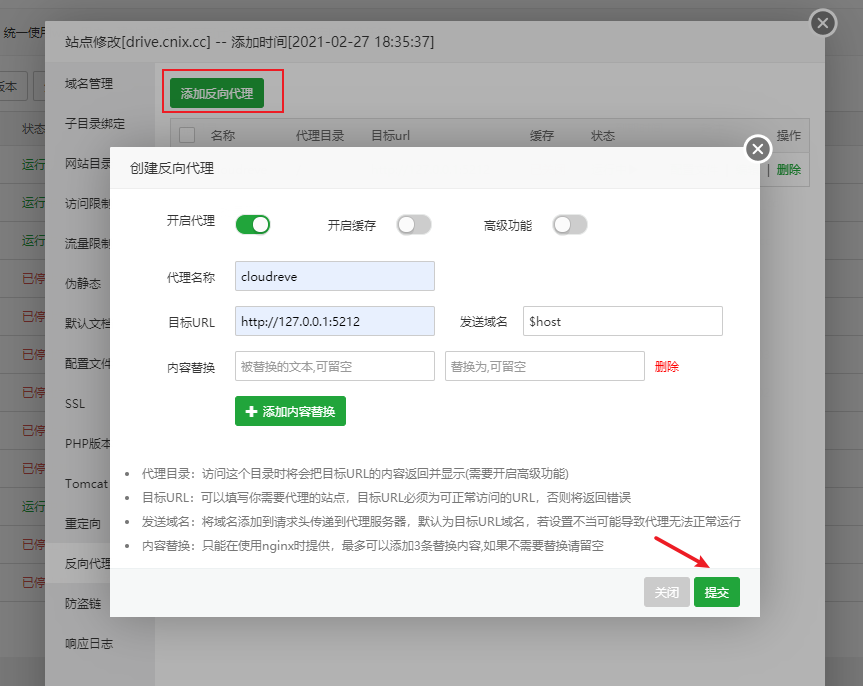 统一使用
站点修改[drive.cnix.cc] -- 添加时间[2021-02-27 18:35:37]
版本
状态
运行
运行
运行
已停
已停
已停
已停
已停
已停
运行
已停
已停
域名管理
子目录绑定
网站目录
访问限制
流量限制
伪静态
默认文档
配置文件
SSL
PHP版本
Tomcat
重定向
反向代理
防盗链
响应日志
添加反向代理
名称 代理目录 目标url 缓存 状态 操作
| 删除
创建反向代理
开启代理 开启缓存 高级功能
代理名称 cloudreve
目标URL http://127.0.0.1:5212 发送域名 $host
内容替换 被替换的文本,可留空 替换为,可留空 删除
添加内容替换
代理目录：访问这个目录时将会把目标URL的内容返回并显示(需要开启高级功能)
目标URL：可以填写你需要代理的站点，目标URL必须为可正常访问的URL，否则将返回错误
发送域名：将域名添加到请求头传递到代理服务器，默认为目标URL域名，若设置不当可能导致代理无法正常运行
内容替换：只能在使用nginx时提供，最多可以添加3条替换内容,如果不需要替换请留空
关闭 提交